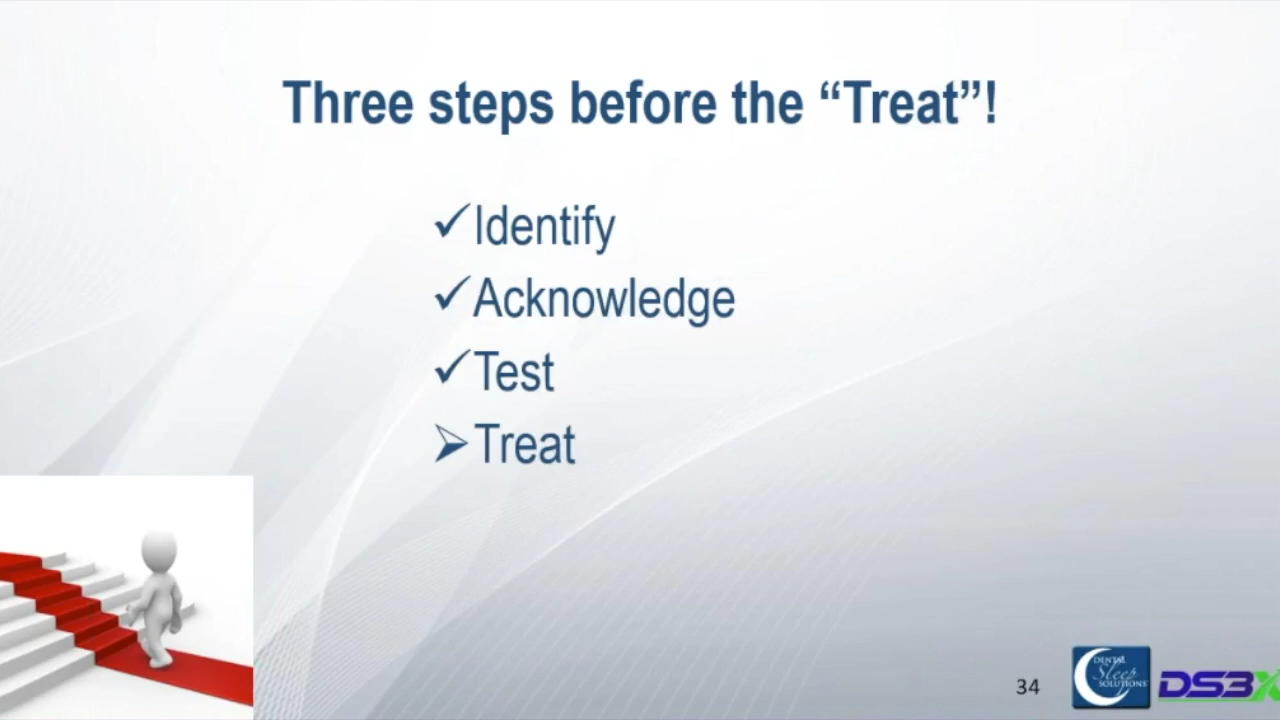 Three steps before the “Treat”!
✓Identify
✓Acknowledge
✓Test
➢Treat
34
DENTAL
Sleep
SOLUTIONS
DS3X